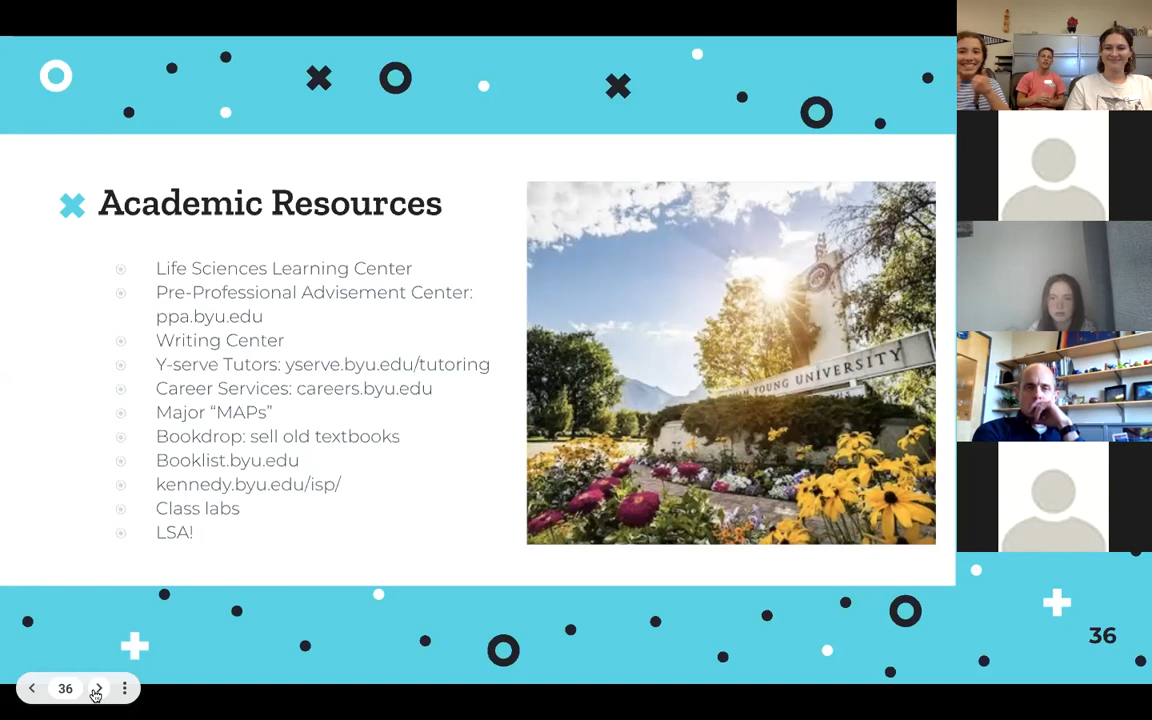 Academic Resources
Life Sciences Learning Center
Pre-Professional Advisement Center:
ppa.byu.edu
Writing Center
Y-serve Tutors: yserve.byu.edu/tutoring
Career Services: careers.byu.edu
Major “MAPs”
Bookdrop: sell old textbooks
Booklist.byu.edu
kennedy.byu.edu/isp/
Class labs
LSA!
YOUNG UNIVERSITY
36
36